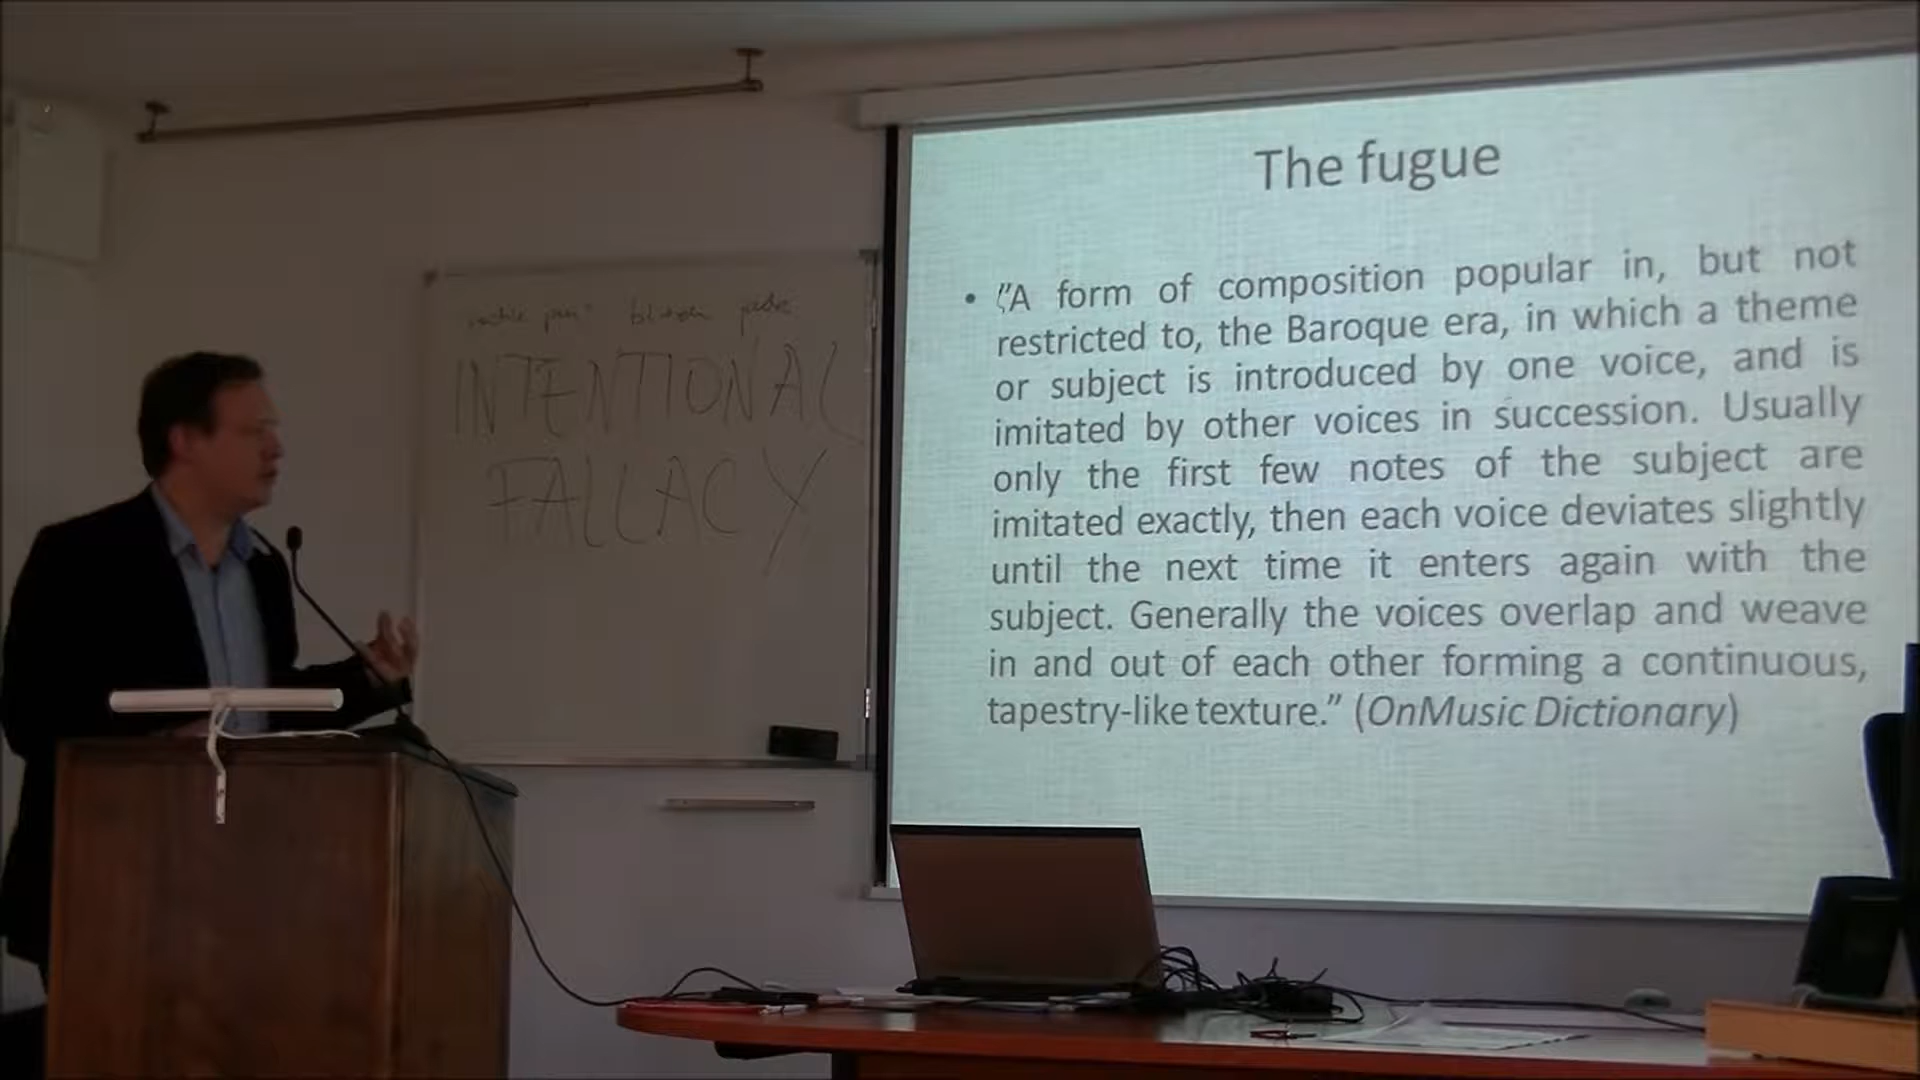 INTENTIONAL
FALLACY
The fugue
• “A form of composition popular in, but not
restricted to, the Baroque era, in which a theme
or subject is introduced by one voice, and is
imitated by other voices in succession. Usually
only the first few notes of the subject are
imitated exactly, then each voice deviates slightly
until the next time it enters again with the
subject. Generally the voices overlap and weave
in and out of each other forming a continuous,
tapestry-like texture.” (OnMusic Dictionary)